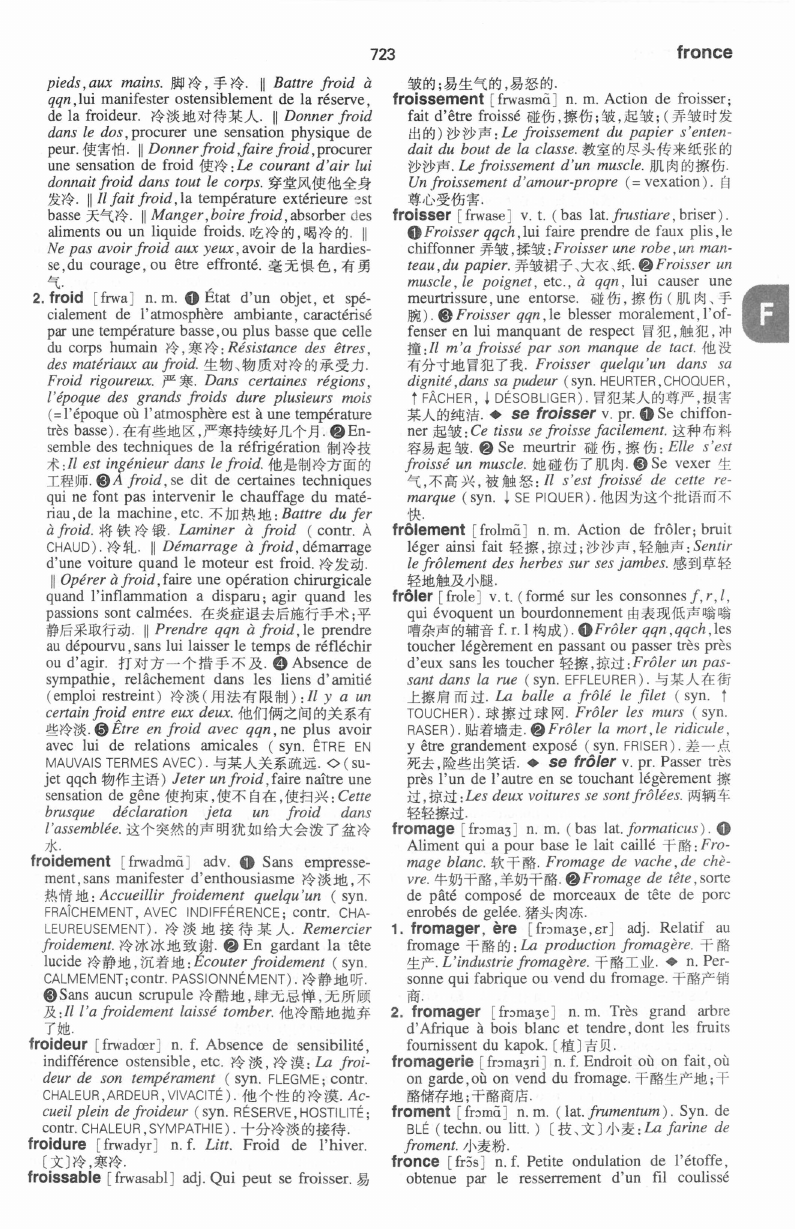 723
fronce
pieds,aux mains. 脚冷,手冷. ‖ Battre froid à
qqn,lui manifester ostensiblement de la réserve,
de la froideur. 冷淡地对待某人. ‖ Donner froid
dans le dos,procurer une sensation physique de
peur. 使害怕. ‖ Donner froid,faire froid,procurer
une sensation de froid 使冷:Le courant d'air lui
donnait froid dans tout le corps. 穿堂风使他全身
发冷. ‖ Il fait froid,la température extérieure est
basse 天气冷. ‖ Manger,boire froid,absorber des
aliments ou un liquide froids. 吃冷的,喝冷的. ‖
Ne pas avoir froid aux yeux,avoir de la hardies-
se,du courage, ou être effronté. 毫无惧色,有勇
气.
2. froid [frwa] n. m. ❶ État d'un objet, et spé-
cialement de l'atmosphère ambiante, caractérisé
par une température basse,ou plus basse que celle
du corps humain 冷,寒冷:Résistance des êtres,
des matériaux au froid. 生物、物质对冷的承受力.
Froid rigoureux. 严寒. Dans certaines régions,
l'époque des grands froids dure plusieurs mois
(=l'époque où l'atmosphère est à une température
très basse). 在有些地区,严寒持续好几个月. ❷En-
semble des techniques de la réfrigération 制冷技
术:Il est ingénieur dans le froid. 他是制冷方面的
工程师. ❸À froid,se dit de certaines techniques
qui ne font pas intervenir le chauffage du maté-
riau,de la machine, etc. 不加热地:Battre du fer
à froid. 将铁冷锻. Laminer à froid ( contr. À
CHAUD). 冷轧. ‖ Démarrage à froid,démarrage
d'une voiture quand le moteur est froid. 冷发动.
‖ Opérer à froid,faire une opération chirurgicale
quand l'inflammation a disparu; agir quand les
passions sont calmées. 在炎症退去后施行手术;平
静后采取行动. ‖ Prendre qqn à froid,le prendre
au dépourvu,sans lui laisser le temps de réfléchir
ou d'agir. 打对方一个措手不及. ❹ Absence de
sympathie, relâchement dans les liens d'amitié
(emploi restreint) 冷淡(用法有限制):Il y a un
certain froid entre eux deux. 他们俩之间的关系有
些冷淡. ❺Être en froid avec qqn,ne plus avoir
avec lui de relations amicales ( syn. ÊTRE EN
MAUVAIS TERMES AVEC). 与某人关系疏远. ◇(su-
jet qqch 物作主语) Jeter un froid,faire naître une
sensation de gêne 使拘束,使不自在,使扫兴:Cette
brusque déclaration jeta un froid dans
l'assemblée. 这个突然的声明犹如给大会泼了盆冷
水.
froidement [frwadmã] adv. ❶ Sans empresse-
ment,sans manifester d'enthousiasme 冷淡地,不
热情地: Accueillir froidement quelqu'un ( syn.
FRAÎCHEMENT, AVEC INDIFFÉRENCE; contr. CHA-
LEUREUSEMENT). 冷淡地接待某人. Remercier
froidement. 冷冰冰地致谢. ❷ En gardant la tête
lucide 冷静地,沉着地:Écouter froidement ( syn.
CALMEMENT;contr. PASSIONNÉMENT). 冷静地听.
❸Sans aucun scrupule 冷酷地,肆无忌惮,无所顾
及:Il l'a froidement laissé tomber. 他冷酷地抛弃
了她.
froideur [frwadœr] n. f. Absence de sensibilité,
indifférence ostensible, etc. 冷淡,冷漠: La froi-
deur de son tempérament ( syn. FLEGME; contr.
CHALEUR,ARDEUR,VIVACITÉ). 他个性的冷漠. Ac-
cueil plein de froideur (syn. RÉSERVE,HOSTILITÉ;
contr. CHALEUR,SYMPATHIE). 十分冷淡的接待.
froidure [frwadyr] n. f. Litt. Froid de l'hiver.
〔文〕冷,寒冷.
froissable [frwasabl] adj. Qui peut se froisser. 易
皱的;易生气的,易怒的.
froissement [frwasmã] n. m. Action de froisser;
fait d'être froissé 碰伤,擦伤;皱,起皱;(弄皱时发
出的)沙沙声:Le froissement du papier s'enten-
dait du bout de la classe. 教室的尽头传来纸张的
沙沙声. Le froissement d'un muscle. 肌肉的擦伤.
Un froissement d'amour-propre (= vexation). 自
尊心受伤害.
froisser [frwase] v. t. ( bas lat. frustiare, briser).
❶Froisser qqch,lui faire prendre de faux plis,le
chiffonner 弄皱,揉皱:Froisser une robe,un man-
teau,du papier. 弄皱裙子、大衣、纸. ❷Froisser un
muscle, le poignet, etc., à qqn, lui causer une
meurtrissure,une entorse. 碰伤,擦伤(肌肉、手
腕). ❸Froisser qqn,le blesser moralement,l'of-
fenser en lui manquant de respect 冒犯,触犯,冲
撞:Il m'a froissé par son manque de tact. 他没
有分寸地冒犯了我. Froisser quelqu'un dans sa
dignité,dans sa pudeur (syn. HEURTER,CHOQUER,
↑FÂCHER, ↓DÉSOBLIGER). 冒犯某人的尊严,损害
某人的纯洁. ◆ se froisser v. pr. ❶Se chiffon-
ner 起皱:Ce tissu se froisse facilement. 这种布料
容易起皱. ❷ Se meurtrir 碰伤,擦伤: Elle s'est
froissé un muscle. 她碰伤了肌肉. ❸ Se vexer 生
气,不高兴,被触怒: Il s'est froissé de cette re-
marque (syn. ↓SE PIQUER). 他因为这个批语而不
快.
frôlement [frolmã] n. m. Action de frôler; bruit
léger ainsi fait 轻擦,掠过;沙沙声,轻触声:Sentir
le frôlement des herbes sur ses jambes. 感到草轻
轻地触及小腿.
frôler [frole] v. t. (formé sur les consonnes f,r,l,
qui évoquent un bourdonnement 由表现低声嗡嗡
嘈杂声的辅音 f. r. l 构成). ❶Frôler qqn,qqch,les
toucher légèrement en passant ou passer très près
d'eux sans les toucher 轻擦,掠过:Frôler un pas-
sant dans la rue (syn. EFFLEURER). 与某人在街
上擦肩而过. La balle a frôlé le filet ( syn. ↑
TOUCHER). 球擦过球网. Frôler les murs ( syn.
RASER). 贴着墙走. ❷Frôler la mort,le ridicule,
y être grandement exposé ( syn. FRISER). 差一点
死去,险些出笑话. ◆ se frôler v. pr. Passer très
près l'un de l'autre en se touchant légèrement 擦
过,掠过:Les deux voitures se sont frôlées. 两辆车
轻轻擦过.
fromage [frɔmaʒ] n. m. ( bas lat. formaticus). ❶
Aliment qui a pour base le lait caillé 干酪:Fro-
mage blanc. 软干酪. Fromage de vache,de chè-
vre. 牛奶干酪,羊奶干酪. ❷Fromage de tête,sorte
de pâté composé de morceaux de tête de porc
enrobés de gelée. 猪头肉冻.
1. fromager, ère [frɔmaʒe,ɛr] adj. Relatif au
fromage 干酪的: La production fromagère. 干酪
生产. L'industrie fromagère. 干酪工业. ◆ n. Per-
sonne qui fabrique ou vend du fromage. 干酪产销
商.
2. fromager [frɔmaʒe] n. m. Très grand arbre
d'Afrique à bois blanc et tendre,dont les fruits
fournissent du kapok. 〔植〕吉贝.
fromagerie [frɔmaʒri] n. f. Endroit où on fait,où
on garde,où on vend du fromage. 干酪生产地;干
酪储存地;干酪商店.
froment [frɔmã] n. m. (lat. frumentum). Syn. de
BLÉ (techn. ou litt. ) 〔技、文〕小麦:La farine de
froment. 小麦粉.
fronce [frɔ̃s] n. f. Petite ondulation de l'étoffe,
obtenue par le resserrement d'un fil coulissé
F